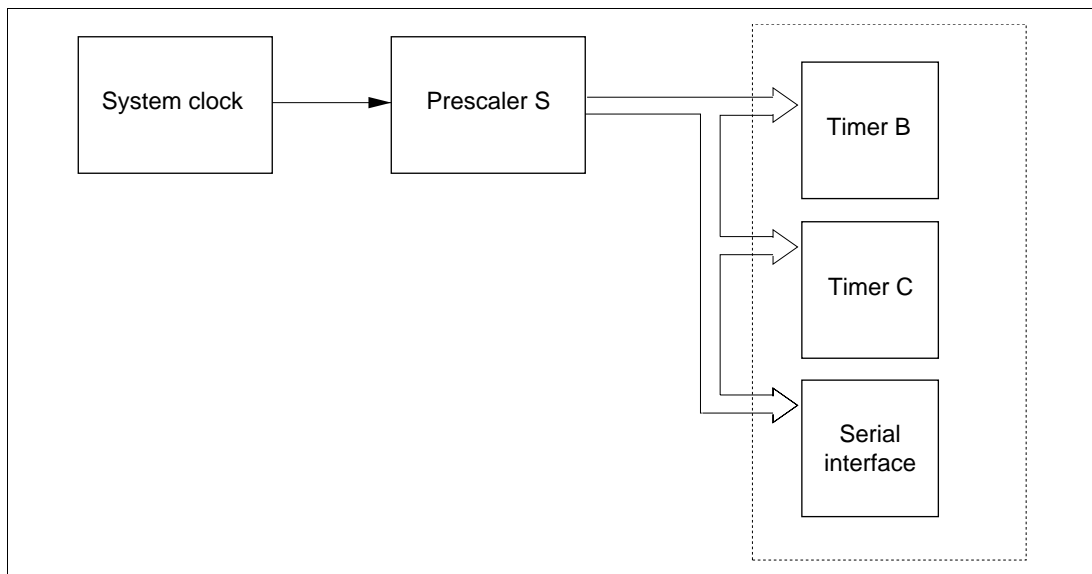 System clock
Prescaler S
Timer B
Timer C
Serial
interface